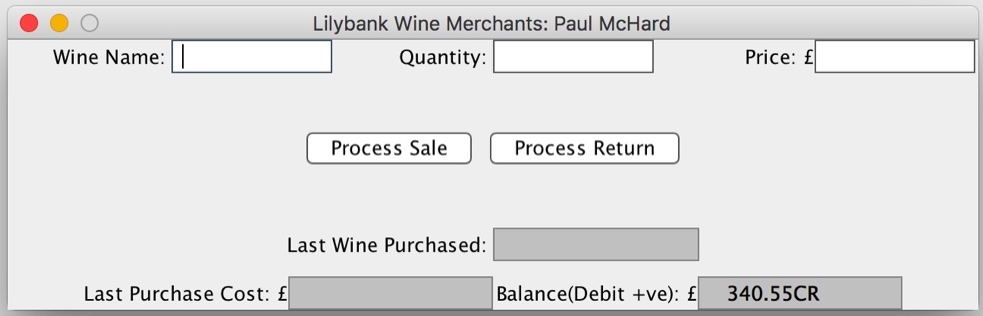 Lilybank Wine Merchants: Paul McHard
Wine Name: Quantity: Price: £
Process Sale Process Return
Last Wine Purchased:
Last Purchase Cost: £ Balance(Debit +ve): £ 340.55CR